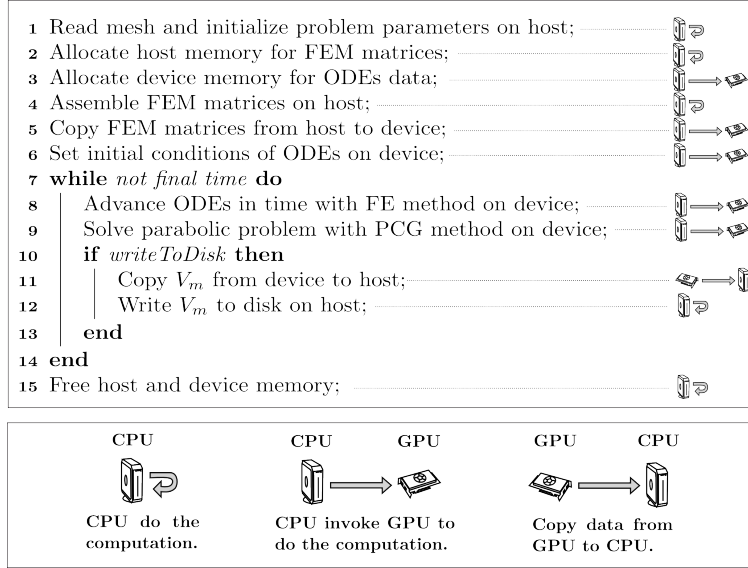 1 Read mesh and initialize problem parameters on host;
2 Allocate host memory for FEM matrices;
3 Allocate device memory for ODEs data;
4 Assemble FEM matrices on host;
5 Copy FEM matrices from host to device;
6 Set initial conditions of ODEs on device;
7 while not final time do
8 Advance ODEs in time with FE method on device;
9 Solve parabolic problem with PCG method on device;
10 if writeToDisk then
11 Copy Vm from device to host;
12 Write Vm to disk on host;
13 end
14 end
15 Free host and device memory;
CPU
CPU do the
computation.
CPU GPU
CPU invoke GPU to
do the computation.
GPU CPU
Copy data from
GPU to CPU.